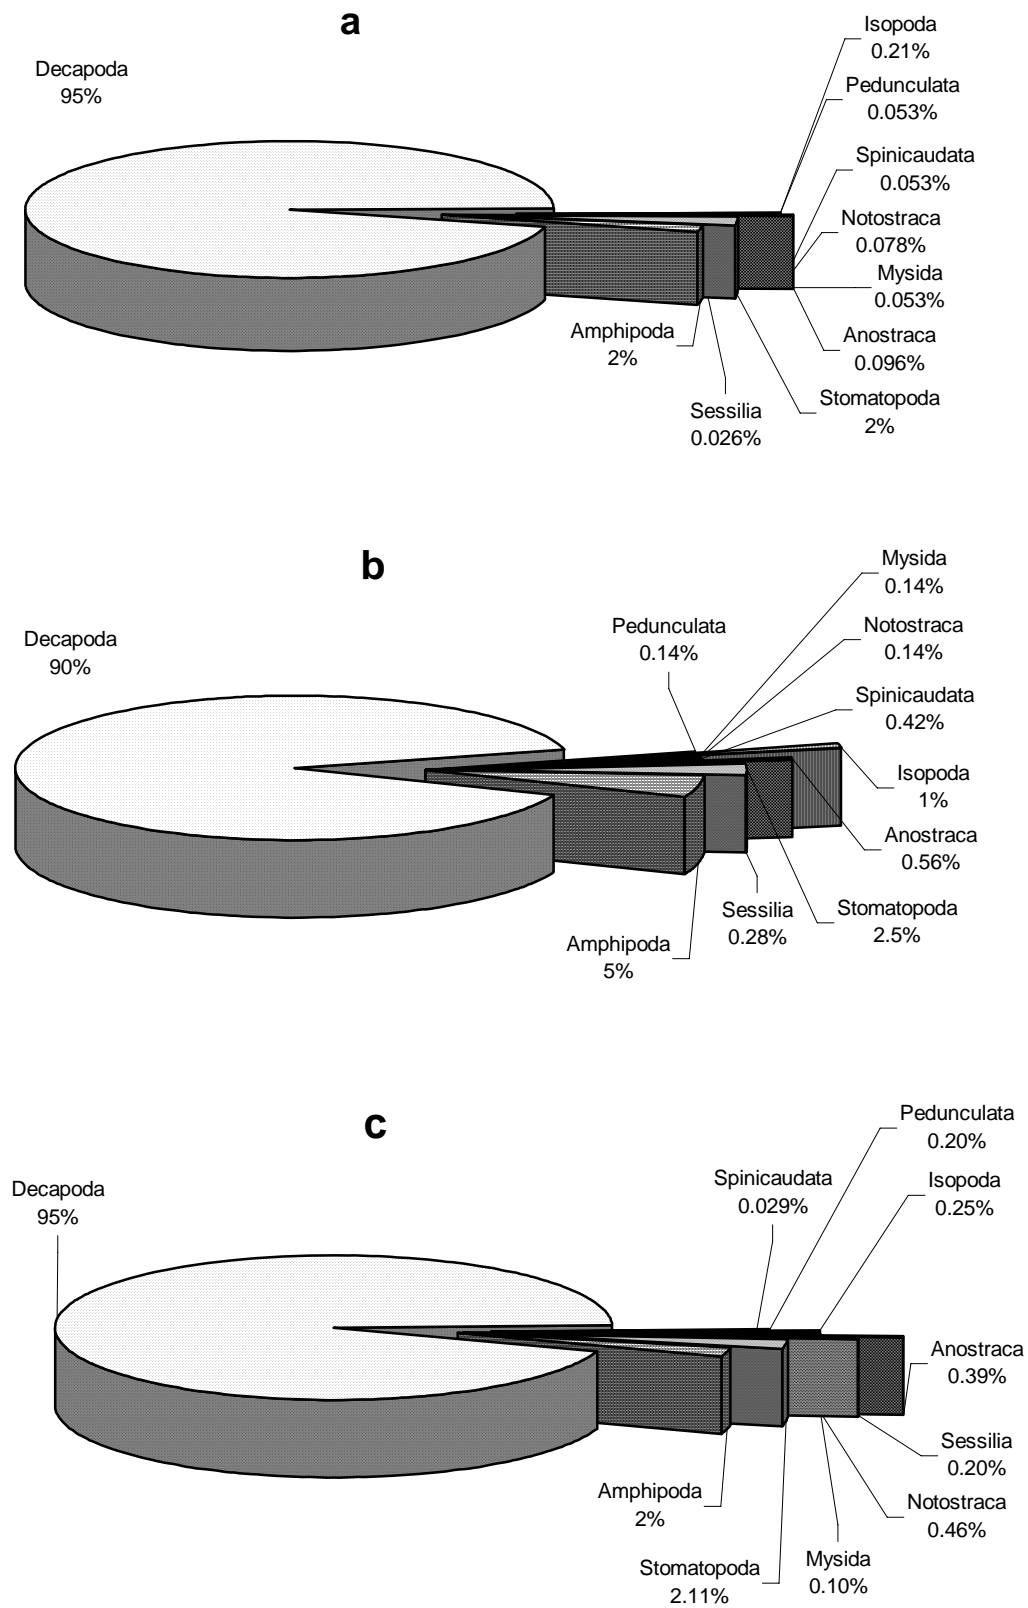 a
Isopoda
0.21%
Decapoda
95%
Pedunculata
0.053%
Spinicaudata
0.053%
Notostraca
0.078%
Mysida
0.053%
Amphipoda
2%
Anostraca
0.096%
Sessilia
0.026%
Stomatopoda
2%
b
Mysida
0.14%
Decapoda
90%
Pedunculata
0.14%
Notostraca
0.14%
Spinicaudata
0.42%
Isopoda
1%
Anostraca
0.56%
Amphipoda
5%
Sessilia
0.28%
Stomatopoda
2.5%
c
Pedunculata
0.20%
Decapoda
95%
Spinicaudata
0.029%
Isopoda
0.25%
Anostraca
0.39%
Sessilia
0.20%
Amphipoda
2%
Notostraca
0.46%
Stomatopoda
2.11%
Mysida
0.10%